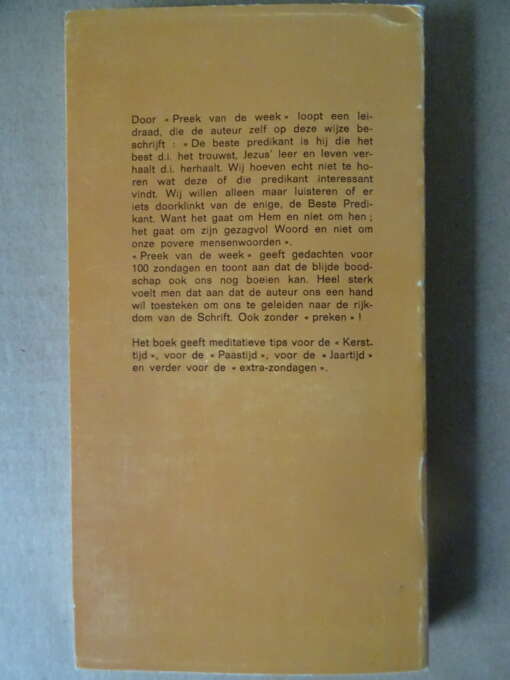 Door « Preek van de week » loopt een lei-
draad, die de auteur zelf op deze wijze be-
schrijft : « De beste predikant is hij die het
best d.i. het trouwst, Jezus' leer en leven ver-
haalt d.i. herhaalt. Wij hoeven echt niet te ho-
ren wat deze of die predikant interessant
vindt. Wij willen alleen maar luisteren of er
iets doorklinkt van de enige, de Beste Predi-
kant. Want het gaat om Hem en niet om hen ;
het gaat om zijn gezagvol Woord en niet om
onze povere mensenwoorden ».
« Preek van de week » geeft gedachten voor
100 zondagen en toont aan dat de blijde bood-
schap ook ons nog boeien kan. Heel sterk
voelt men dat aan dat de auteur ons een hand
wil toesteken om ons te geleiden naar de rijk-
dom van de Schrift. Ook zonder « preken » !
Het boek geeft meditatieve tips voor de « Kerst-
tijd », voor de « Paastijd », voor de « Jaartijd »
en verder voor de « extra-zondagen ».